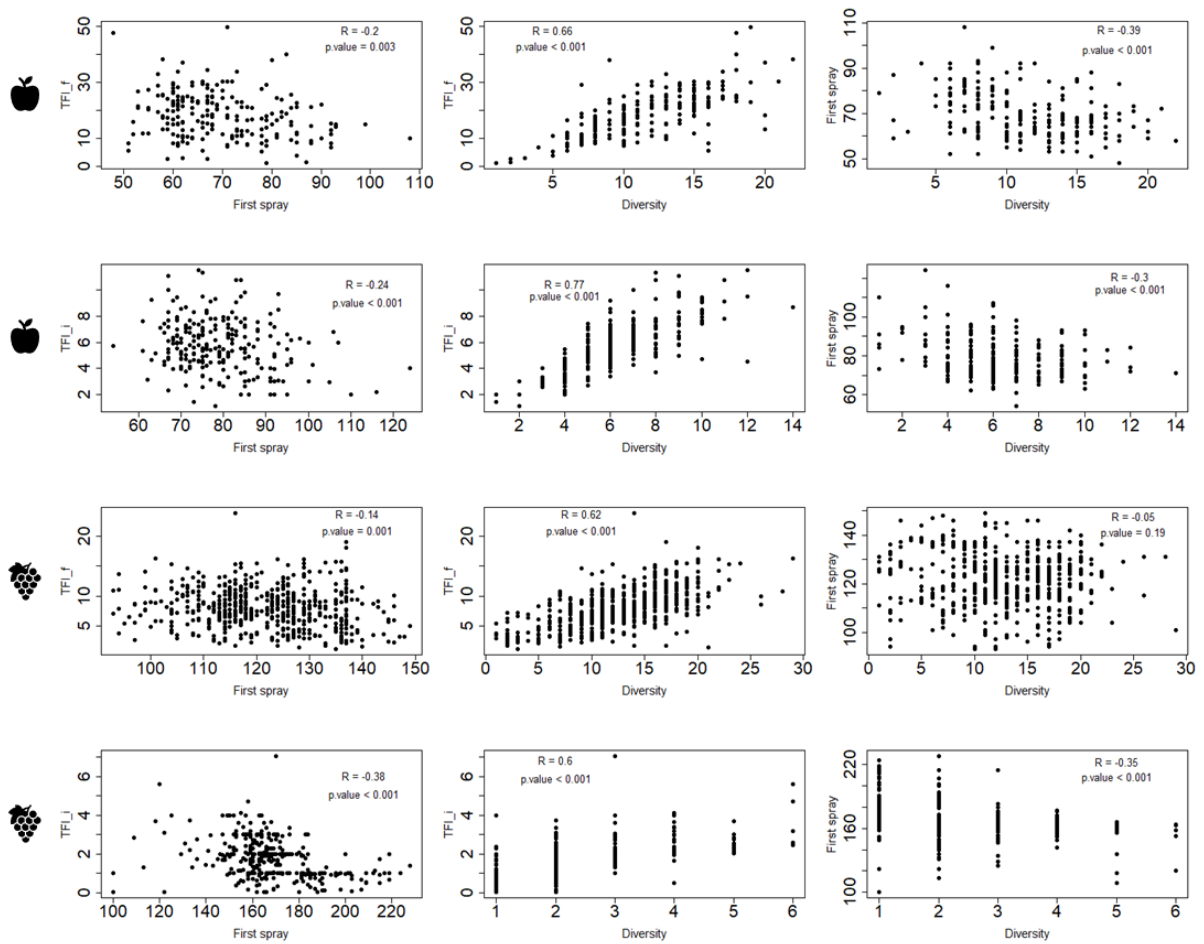 R = -0.2
p.value = 0.003
TFI_f
50
30
10
0
50 60 70 80 90 100 110
First spray
R = 0.66
p.value < 0.001
TFI_f
50
30
10
0
5 10 15 20
Diversity
R = -0.39
p.value < 0.001
First spray
110
90
70
50
5 10 15 20
Diversity
R = -0.24
p.value < 0.001
TFI_i
8
6
4
2
60 70 80 90 100 120
First spray
R = 0.77
p.value < 0.001
TFI_i
8
6
4
2
2 4 6 8 10 12 14
Diversity
R = -0.3
p.value < 0.001
First spray
100
80
60
2 4 6 8 10 12 14
Diversity
R = -0.14
p.value = 0.001
TFI_f
20
10
5
100 110 120 130 140 150
First spray
R = 0.62
p.value < 0.001
TFI_f
20
10
5
0 5 10 15 20 25 30
Diversity
R = -0.05
p.value = 0.19
First spray
140
120
100
0 5 10 15 20 25 30
Diversity
R = -0.38
p.value < 0.001
TFI_i
6
4
2
0
100 120 140 160 180 200 220
First spray
R = 0.6
p.value < 0.001
TFI_i
6
4
2
0
1 2 3 4 5 6
Diversity
R = -0.35
p.value < 0.001
First spray
220
160
100
1 2 3 4 5 6
Diversity